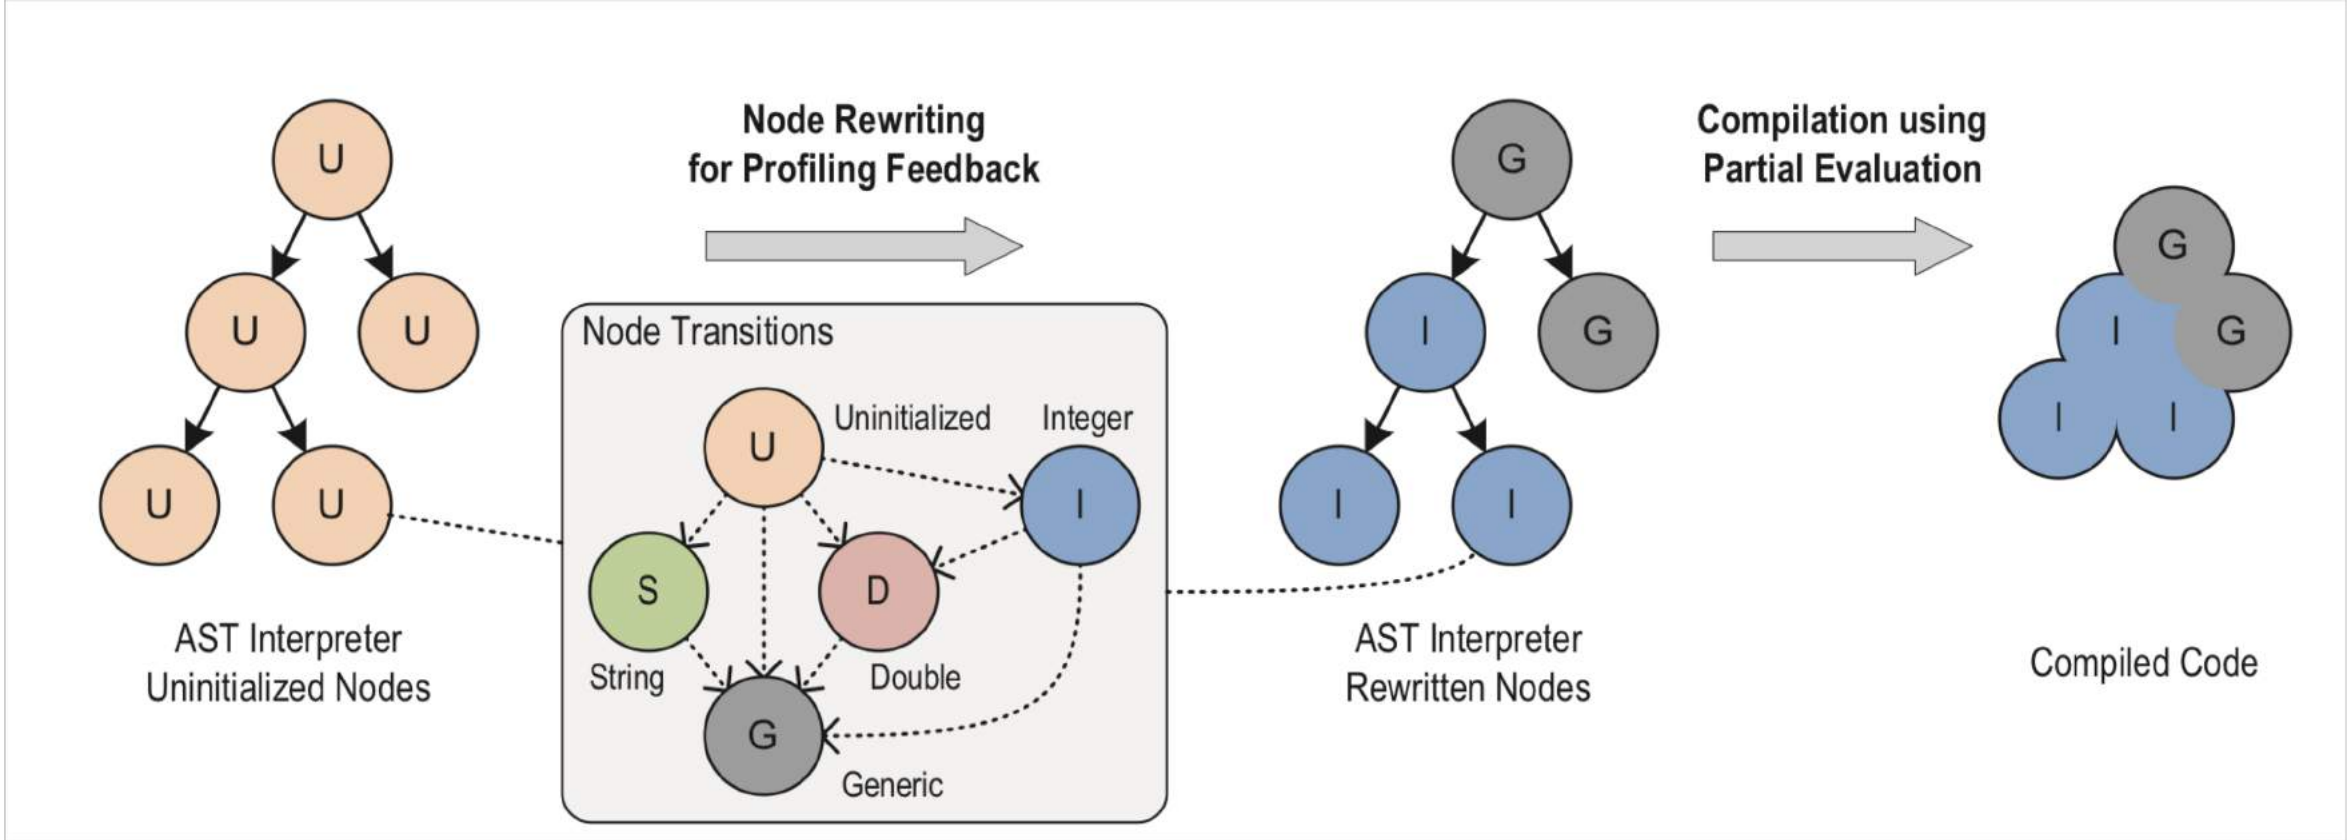 U
U
U
U
U
AST Interpreter
Uninitialized Nodes
Node Rewriting
for Profiling Feedback
Node Transitions
U
Uninitialized
Integer
I
S
D
String
Double
G
Generic
G
I
G
I
I
AST Interpreter
Rewritten Nodes
Compilation using
Partial Evaluation
G
I
G
I
I
Compiled Code